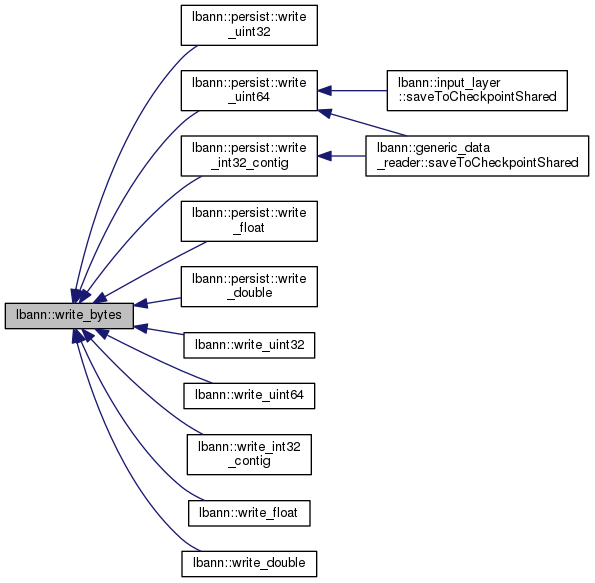 lbann::persist::write
_uint32
lbann::persist::write
_uint64
lbann::input_layer
::saveToCheckpointShared
lbann::persist::write
_int32_contig
lbann::generic_data
_reader::saveToCheckpointShared
lbann::persist::write
_float
lbann::persist::write
_double
lbann::write_bytes
lbann::write_uint32
lbann::write_uint64
lbann::write_int32
_contig
lbann::write_float
lbann::write_double